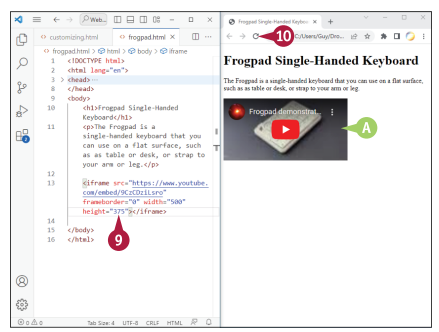 Web...
customizing.html
frogpad.html
frogpad.html > html > body > iframe
1 <!DOCTYPE html>
2 <html lang="en">
3 <head>...
8 </head>
9 <body>
10 <h1>Frogpad Single-Handed
Keyboard</h1>
11 <p>The Frogpad is a
single-handed keyboard that you
can use on a flat surface, such
as as table or desk, or strap to
your arm or leg.</p>
12
13 <iframe src="https://www.youtube.
com/embed/9CzCDziLsro"
frameborder="0" width="500"
height="375"></iframe>
14
15 </body>
16 </html>
9
0 0
Tab Size: 4 UTF-8 CRLF HTML
Frogpad Single-Handed Keyboa
10
C:/Users/Guy/Dro...
Frogpad Single-Handed Keyboard
The Frogpad is a single-handed keyboard that you can use on a flat surface,
such as as table or desk, or strap to your arm or leg.
Frogpad demonstrat...
A